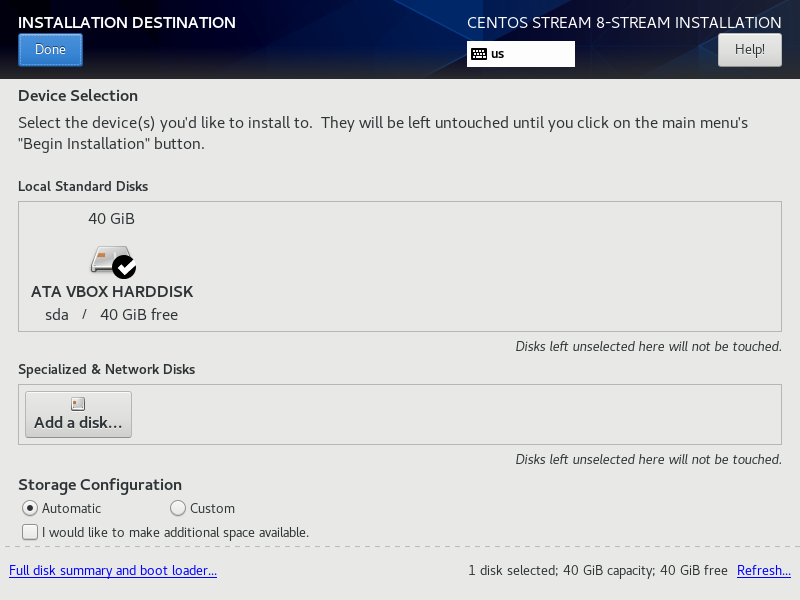 INSTALLATION DESTINATION
CENTOS STREAM 8-STREAM INSTALLATION
Done
us
Help!
Device Selection
Select the device(s) you'd like to install to.  They will be left untouched until you click on the main menu's
"Begin Installation" button.
Local Standard Disks
40 GiB
ATA VBOX HARDDISK
sda / 40 GiB free
Disks left unselected here will not be touched.
Specialized & Network Disks
Add a disk...
Disks left unselected here will not be touched.
Storage Configuration
Automatic
Custom
I would like to make additional space available.
Full disk summary and boot loader...
1 disk selected; 40 GiB capacity; 40 GiB free
Refresh...